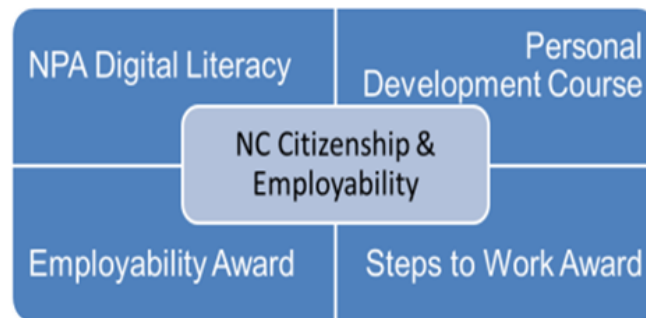 NPA Digital Literacy
Personal
Development Course
NC Citizenship &
Employability
Employability Award
Steps to Work Award